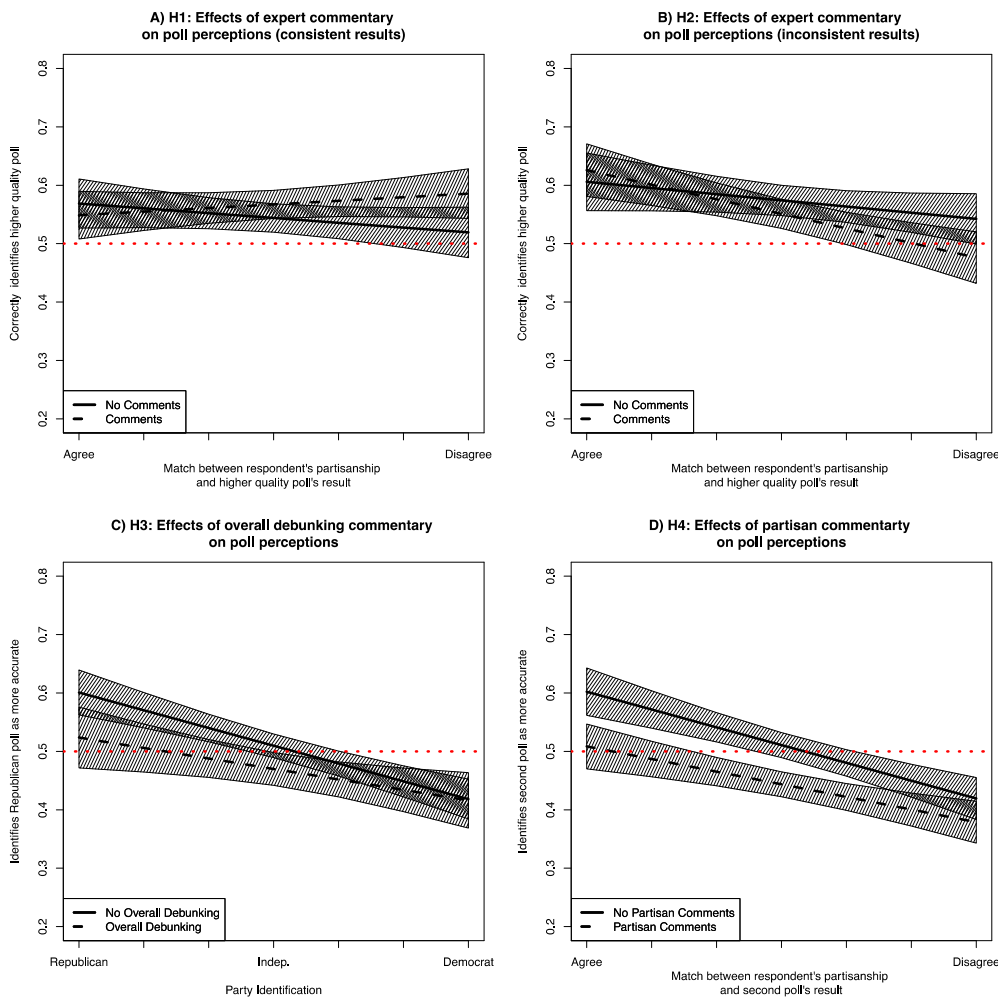 A) H1: Effects of expert commentary
on poll perceptions (consistent results)
Correctly identifies higher quality poll
0.8
0.7
0.6
0.5
0.4
0.3
0.2
No Comments
Comments
Agree
Disagree
Match between respondent's partisanship
and higher quality poll's result
B) H2: Effects of expert commentary
on poll perceptions (inconsistent results)
Correctly identifies higher quality poll
0.8
0.7
0.6
0.5
0.4
0.3
0.2
No Comments
Comments
Agree
Disagree
Match between respondent's partisanship
and higher quality poll's result
C) H3: Effects of overall debunking commentary
on poll perceptions
Identifies Republican poll as more accurate
0.8
0.7
0.6
0.5
0.4
0.3
0.2
No Overall Debunking
Overall Debunking
Republican
Indep.
Democrat
Party Identification
D) H4: Effects of partisan commentarty
on poll perceptions
Identifies second poll as more accurate
0.8
0.7
0.6
0.5
0.4
0.3
0.2
No Partisan Comments
Partisan Comments
Agree
Disagree
Match between respondent's partisanship
and second poll's result